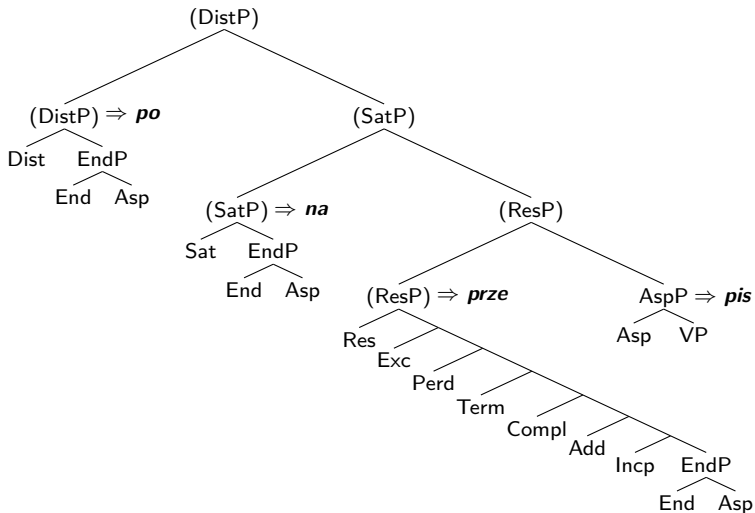 (DistP)
(DistP) ⇒ po
(SatP)
Dist EndP
End Asp
(SatP) ⇒ na
(ResP)
Sat EndP
End Asp
(ResP) ⇒ prze
AspP ⇒ pis
Res
Asp VP
Exc
Perd
Term
Compl
Add
Incp EndP
End Asp